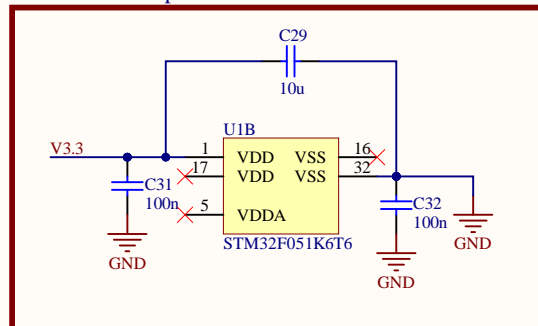 C29
10u
U1B
V3.3
1 VDD VSS 16
17 VDD VSS 32
5 VDDA
C31
100n
C32
100n
STM32F051K6T6
GND
GND
GND